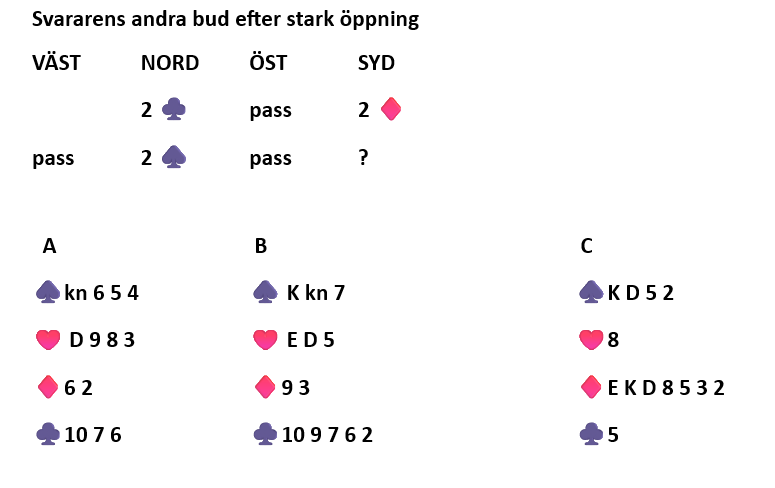 Svararens andra bud efter stark öppning
VÄST NORD ÖST SYD
2 ♣ pass 2 ♦
pass 2 ♠ pass ?
A B C
♠ kn 6 5 4 ♠ K kn 7 ♠ K D 5 2
♥ D 9 8 3 ♥ E D 5 ♥ 8
♦ 6 2 ♦ 9 3 ♦ E K D 8 5 3 2
♣ 10 7 6 ♣ 10 9 7 6 2 ♣ 5